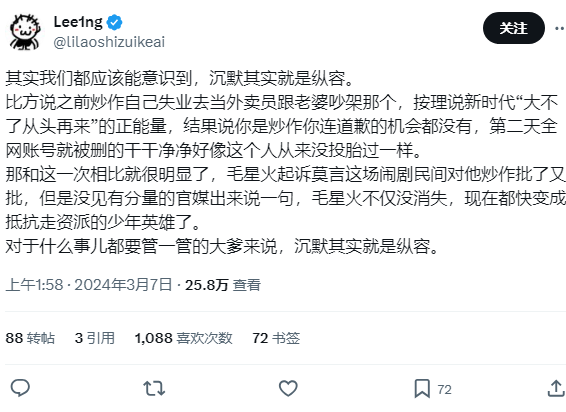 Lee1ng
@lilaoshizuikeai
关注
其实我们都应该能意识到，沉默其实就是纵容。
比方说之前炒作自己失业去当外卖员跟老婆吵架那个，按理说新时代“大不
了从头再来”的正能量，结果说你是炒作你连道歉的机会都没有，第二天全
网账号就被删的干干净净好像这个人从来没投胎过一样。
那和这一次相比就很明显了，毛星火起诉莫言这场闹剧民间对他炒作批了又
批，但是没见有分量的官媒出来说一句，毛星火不仅没消失，现在都快变成
抵抗走资派的少年英雄了。
对于什么事儿都要管一管的大爹来说，沉默其实就是纵容。
上午1:58 · 2024年3月7日 · 25.8万 查看
88 转帖 3 引用 1,088 喜欢次数 72 书签
72